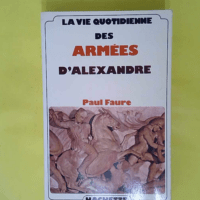 LA VIE QUOTIDIENNE
DES
ARMÉES
D'ALEXANDRE
Paul Faure
HACHETTE